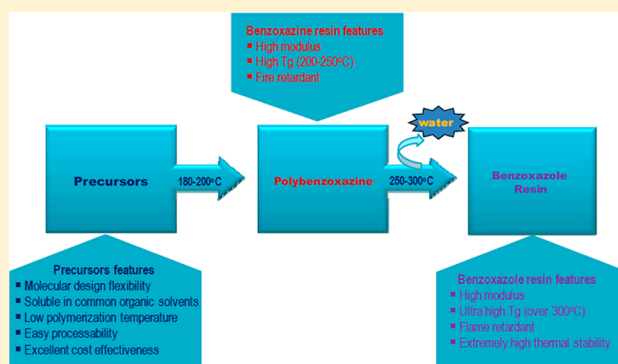 Benzoxazine resin features
▪ High modulus
▪ High Tg (200-250°C)
▪ Fire retardant
water
Precursors
180-200°C
Polybenzoxazine
250-300°C
Benzoxazole
Resin
Precursors features
▪ Molecular design flexibility
▪ Soluble in common organic solvents
▪ Low polymerization temperature
▪ Easy processability
▪ Excellent cost effectiveness
Benzoxazole resin features
▪ High modulus
▪ Ultra high Tg (over 300°C)
▪ Flame retardant
▪ Extremely high thermal stability